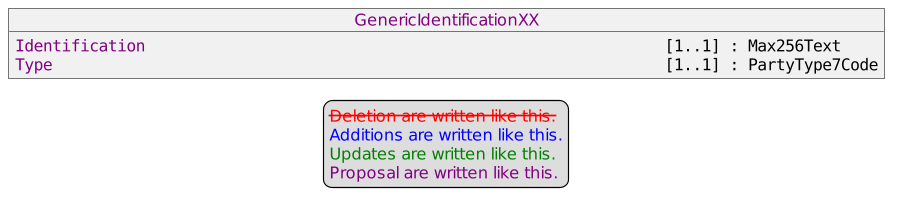 GenericIdentificationXX
Identification [1..1] : Max256Text
Type [1..1] : PartyType7Code
Deletion are written like this.
Additions are written like this.
Updates are written like this.
Proposal are written like this.